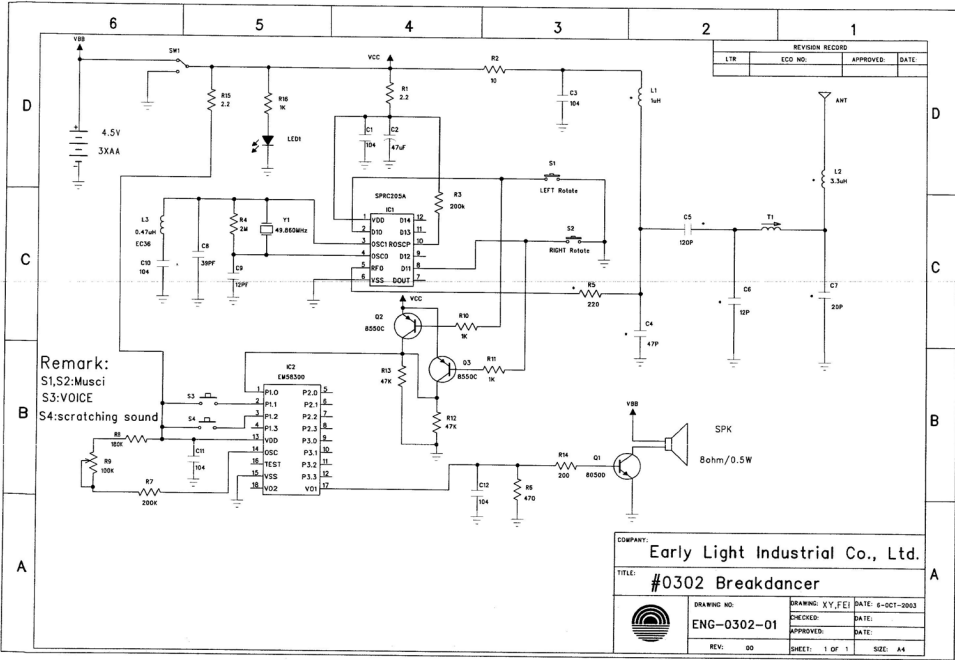 6 5 4 3 2 1
REVISION RECORD
LTR ECO NO: APPROVED: DATE:
D
C
B
A
D
C
B
A
VBB
SW1
VCC
R2
10
R15
2.2
R16
1K
LED1
R1
2.2
C1
104
C2
47uF
C3
104
L1
1uH
ANT
4.5V
3XAA
L2
3.3uH
S1
LEFT Rotate
S2
RIGHT Rotate
R3
200k
SPRC205A
IC1
1 VDD D14 12
2 D10 D13 11
3 OSC1 ROSCP 10
4 OSC0 D12 9
5 RFO D11 8
6 VSS DOUT 7
L3
0.47uH
EC36
C10
104
C8
39PF
R4
2M
Y1
49.860MHz
C9
12PF
C5
120P
T1
C6
12P
C7
20P
R5
220
C4
47P
VCC
Q2
8550C
R10
1K
Q3
8550C
R11
1K
R13
47K
R12
47K
Remark:
S1,S2:Musci
S3:VOICE
S4:scratching sound
S3
S4
IC2
EM58300
1 P1.0 P2.0 5
2 P1.1 P2.1 6
3 P1.2 P2.2 7
4 P1.3 P2.3 8
13 VDD P3.0 9
14 OSC P3.1 10
16 TEST P3.2 11
15 VSS P3.3 12
18 VO2 VO1 17
R8
160K
R9
100K
R7
200K
C11
104
C12
104
R6
470
R14
200
Q1
8050D
VBB
SPK
8ohm/0.5W
COMPANY:
Early Light Industrial Co., Ltd.
TITLE:
#0302 Breakdancer
DRAWING NO:
ENG-0302-01
REV: 00
DRAWING: XY,FEI DATE: 6-OCT-2003
CHECKED: DATE:
APPROVED: DATE:
SHEET: 1 OF 1 SIZE: A4